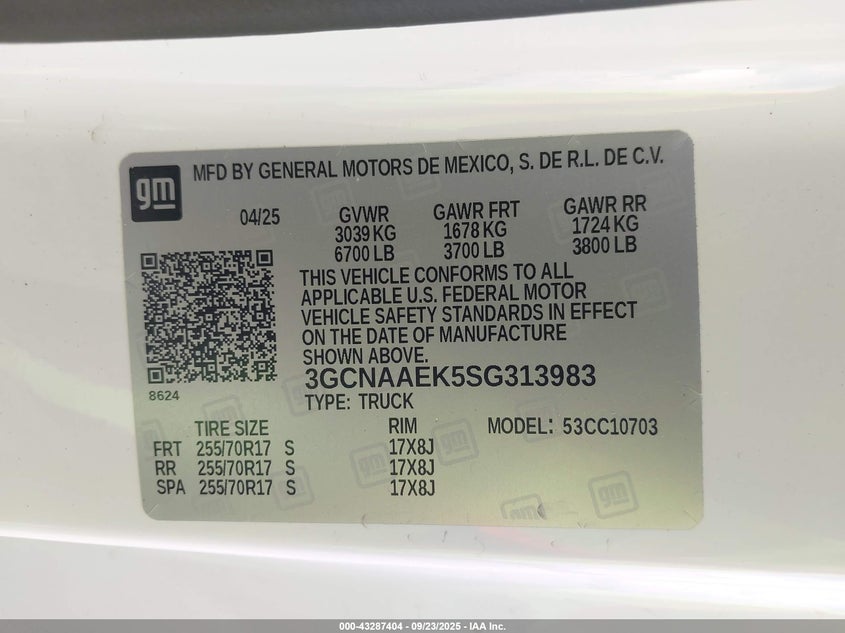 gm
MFD BY GENERAL MOTORS DE MEXICO, S. DE R.L. DE C.V.
04/25 GVWR GAWR FRT GAWR RR
3039 KG 1678 KG 1724 KG
6700 LB 3700 LB 3800 LB
THIS VEHICLE CONFORMS TO ALL
APPLICABLE U.S. FEDERAL MOTOR
VEHICLE SAFETY STANDARDS IN EFFECT
ON THE DATE OF MANUFACTURE
SHOWN ABOVE.
3GCNAAEK5SG313983
8624
TYPE: TRUCK
TIRE SIZE RIM MODEL: 53CC10703
FRT 255/70R17 S 17X8J
RR 255/70R17 S 17X8J
SPA 255/70R17 S 17X8J
000-43287404 - 09/23/2025 - IAA Inc.